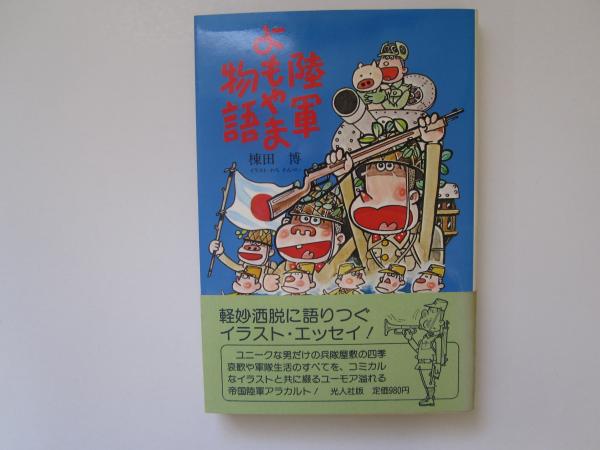 陸軍
よもやま
物語
棟田 博
軽妙洒脱に語りつぐ
イラスト・エッセイ!
ユニークな男だけの兵隊屋敷の四季
哀歓や軍隊生活のすべてを、コミカル
なイラストと共に綴るユーモア溢れる
帝国陸軍アラカルト! 光人社版 定価980円